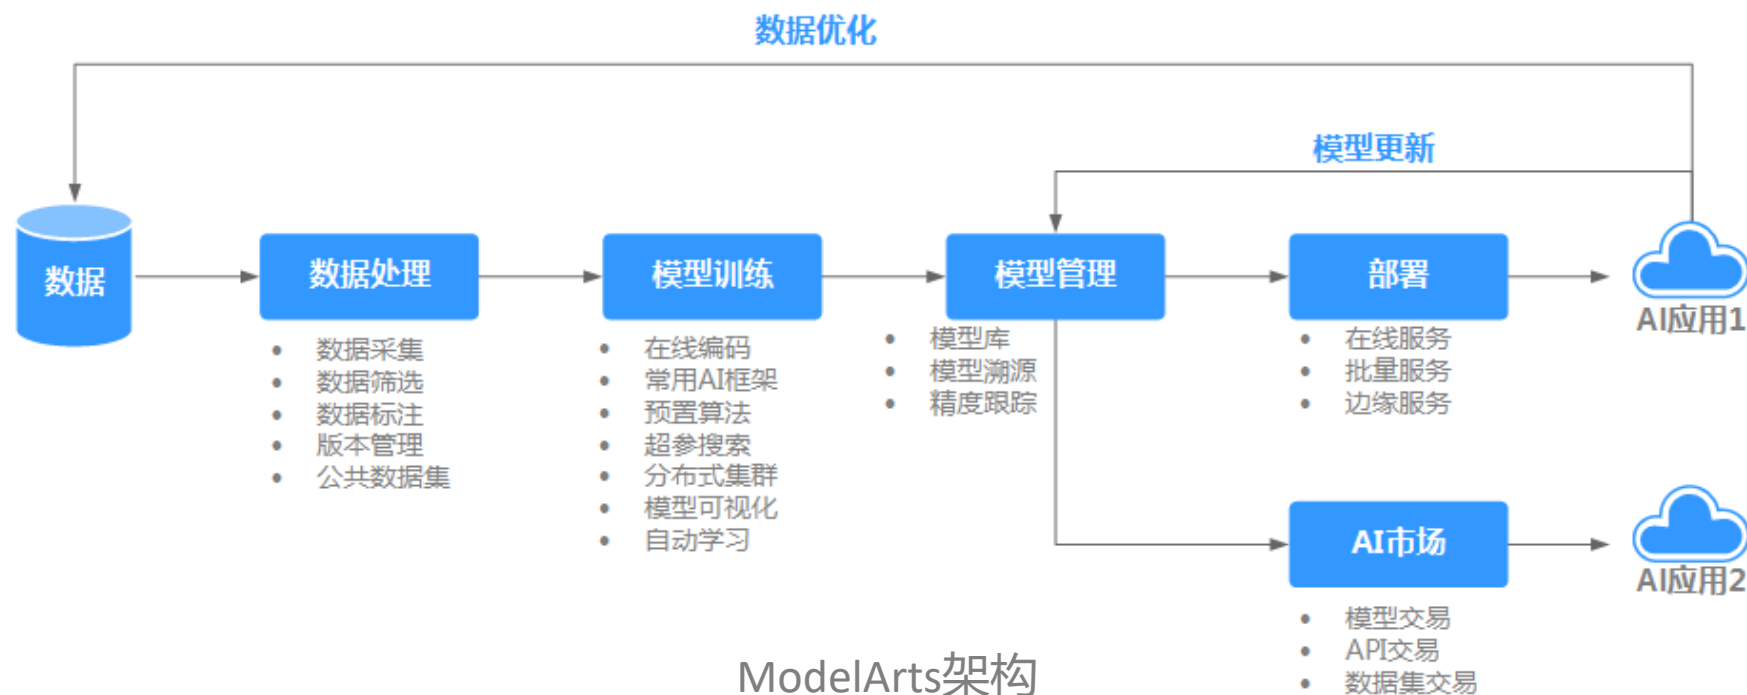 数据优化
模型更新
数据
数据处理
模型训练
模型管理
部署
AI应用1
• 数据采集
• 数据筛选
• 数据标注
• 版本管理
• 公共数据集
• 在线编码
• 常用AI框架
• 预置算法
• 超参搜索
• 分布式集群
• 模型可视化
• 自动学习
• 模型库
• 模型溯源
• 精度跟踪
• 在线服务
• 批量服务
• 边缘服务
AI市场
AI应用2
• 模型交易
• API交易
• 数据集交易
ModelArts架构